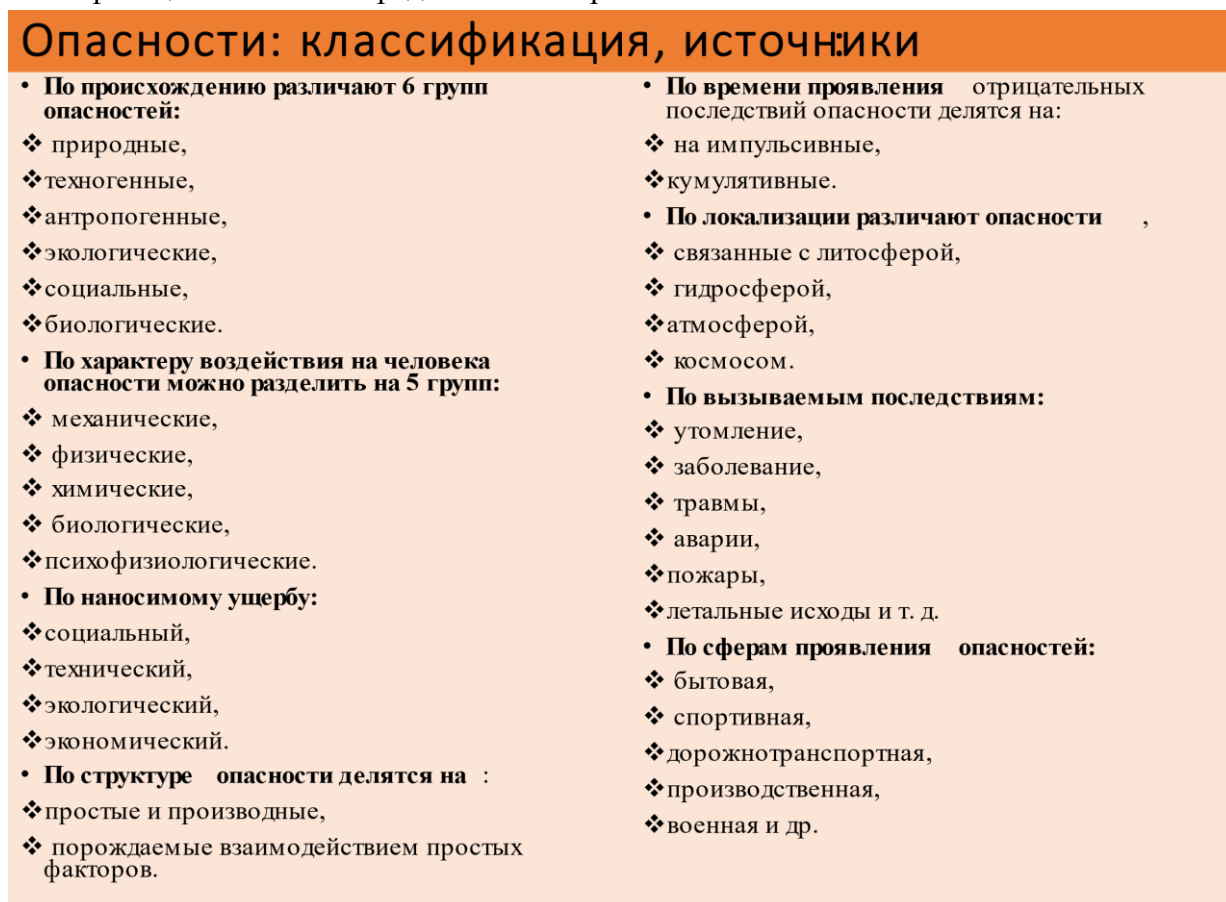 Опасности: классификация, источн:ики
• По происхождению различают 6 групп
опасностей:
❖ природные,
❖техногенные,
❖антропогенные,
❖экологические,
❖социальные,
❖биологические.
• По характеру воздействия на человека
опасности можно разделить на 5 групп:
❖ механические,
❖ физические,
❖ химические,
❖ биологические,
❖психофизиологические.
• По наносимому ущербу:
❖социальный,
❖технический,
❖экологический,
❖экономический.
• По структуре опасности делятся на :
❖простые и производные,
❖ порождаемые взаимодействием простых
факторов.
• По времени проявления отрицательных
последствий опасности делятся на:
❖ на импульсивные,
❖кумулятивные.
• По локализации различают опасности ,
❖ связанные с литосферой,
❖ гидросферой,
❖атмосферой,
❖ космосом.
• По вызываемым последствиям:
❖ утомление,
❖ заболевание,
❖ травмы,
❖ аварии,
❖пожары,
❖летальные исходы и т. д.
• По сферам проявления опасностей:
❖ бытовая,
❖ спортивная,
❖дорожнотранспортная,
❖производственная,
❖военная и др.